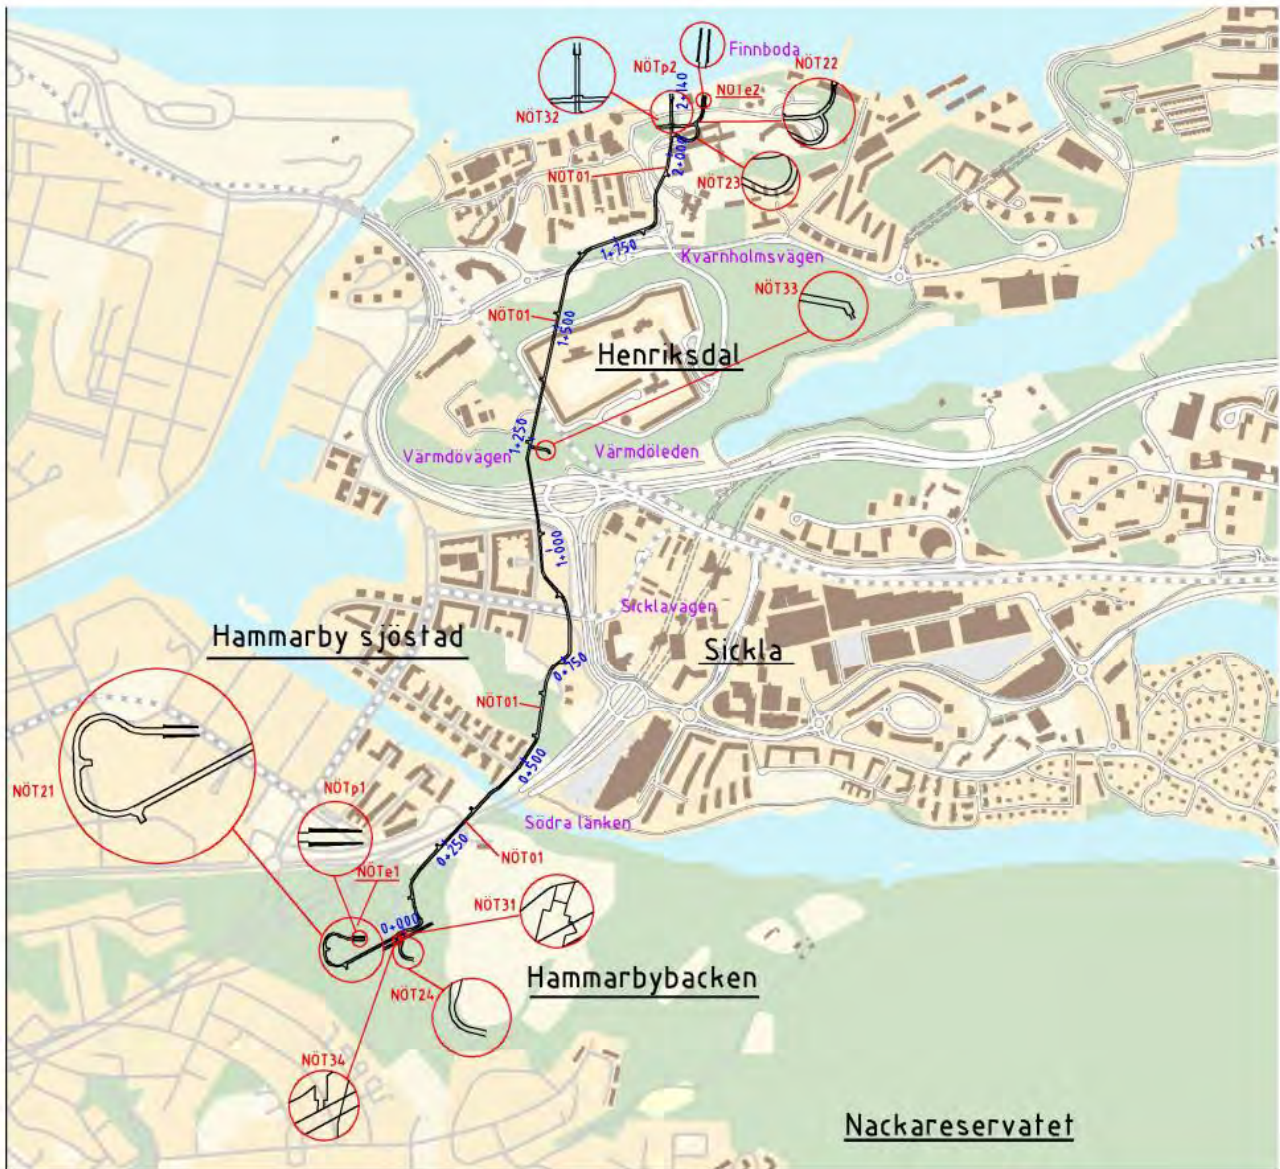 Finnboda
NÖTp2
NÖT22
2+140
NÖTe2
NÖT32
2+000
NÖT01
NÖT23
1+750
Kvarnholmsvägen
NÖT33
NÖT01
1+500
Henriksdal
1+250
Värmdövägen
Värmdöleden
1+000
Sicklavägen
Hammarby sjöstad
Sickla
0+750
NÖT01
0+500
NÖT21
NÖTp1
Södra länken
0+250
NÖT01
NÖTe1
NÖT31
0+000
Hammarbybacken
NÖT24
NÖT34
Nackareservatet